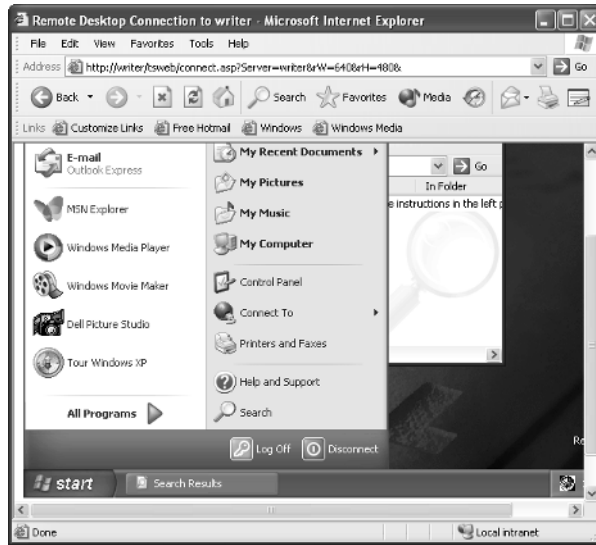 Remote Desktop Connection to writer - Microsoft Internet Explorer
File Edit View Favorites Tools Help
Address http://writer/tsweb/connect.asp?Server=writer&rW=640&rH=480& Go
Back Search Favorites Media
Links Customize Links Free Hotmail Windows Windows Media
E-mail
Outlook Express
MSN Explorer
Windows Media Player
Windows Movie Maker
Dell Picture Studio
Tour Windows XP
All Programs
My Recent Documents
My Pictures
My Music
My Computer
Control Panel
Connect To
Printers and Faxes
Help and Support
Search
Go
In Folder
e instructions in the left p
Log Off Disconnect
Re
start Search Results
Done Local intranet